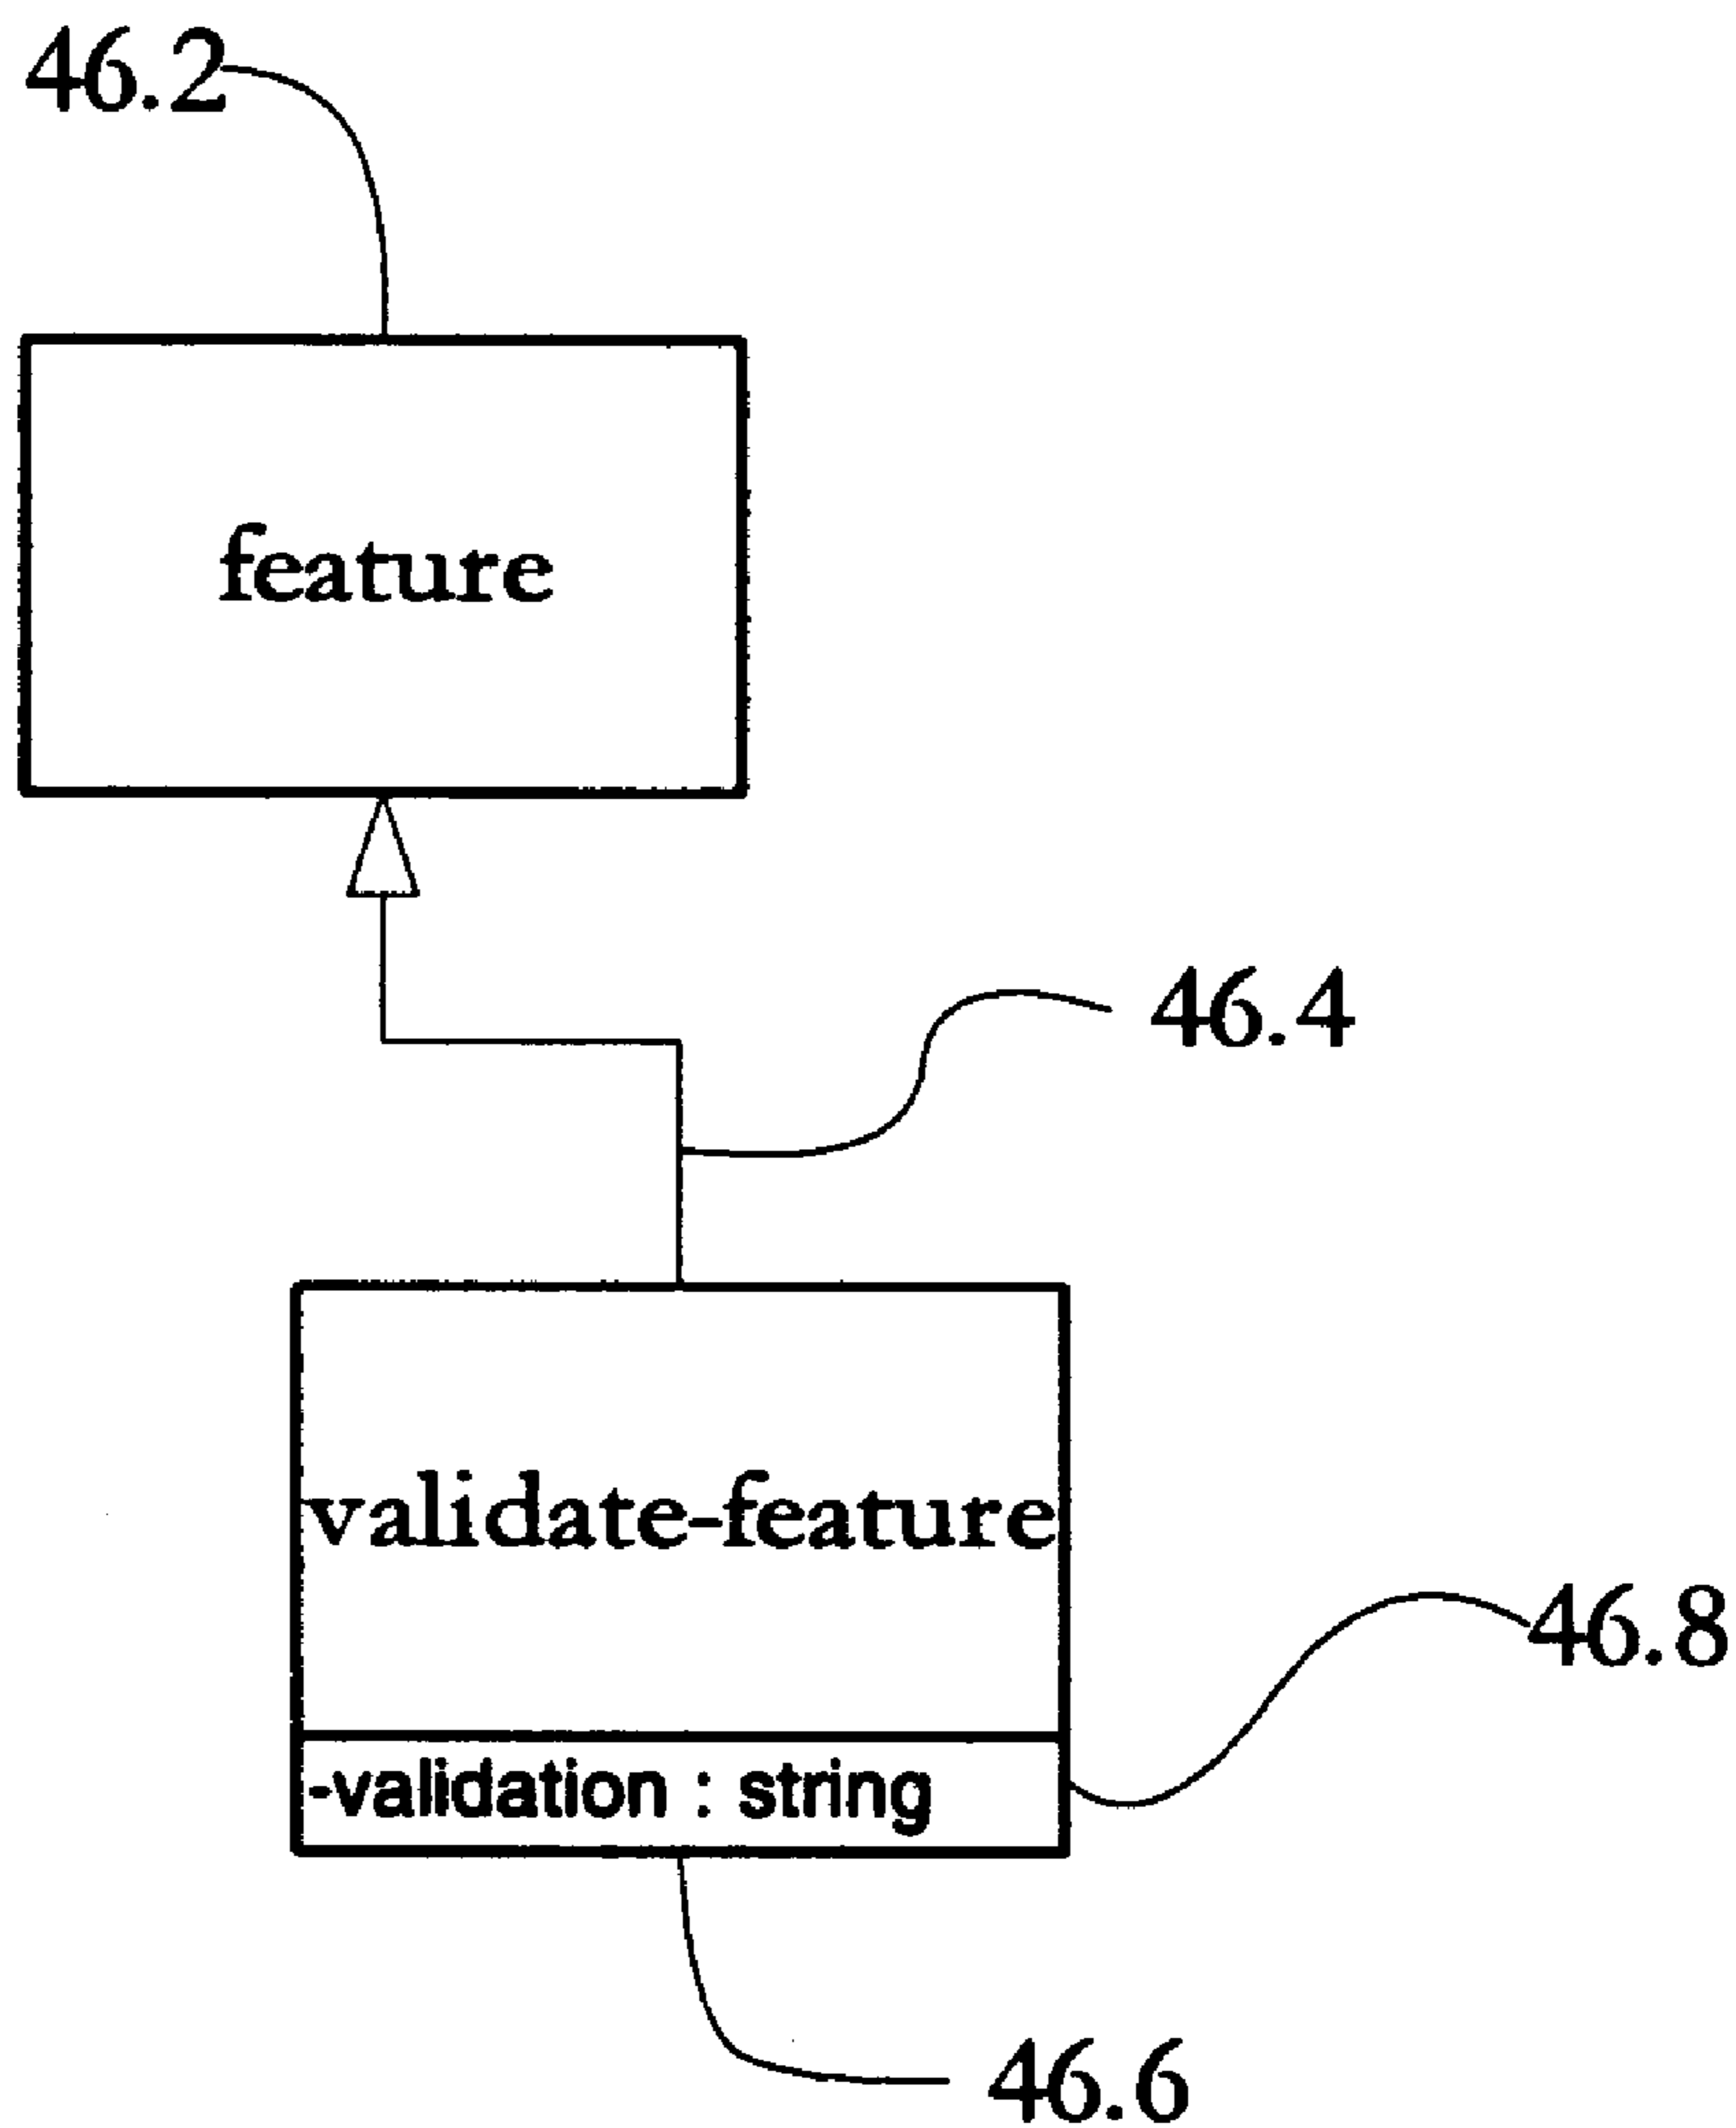 46.2
feature
46.4
validate-feature
46.8
-validation : string
46.6